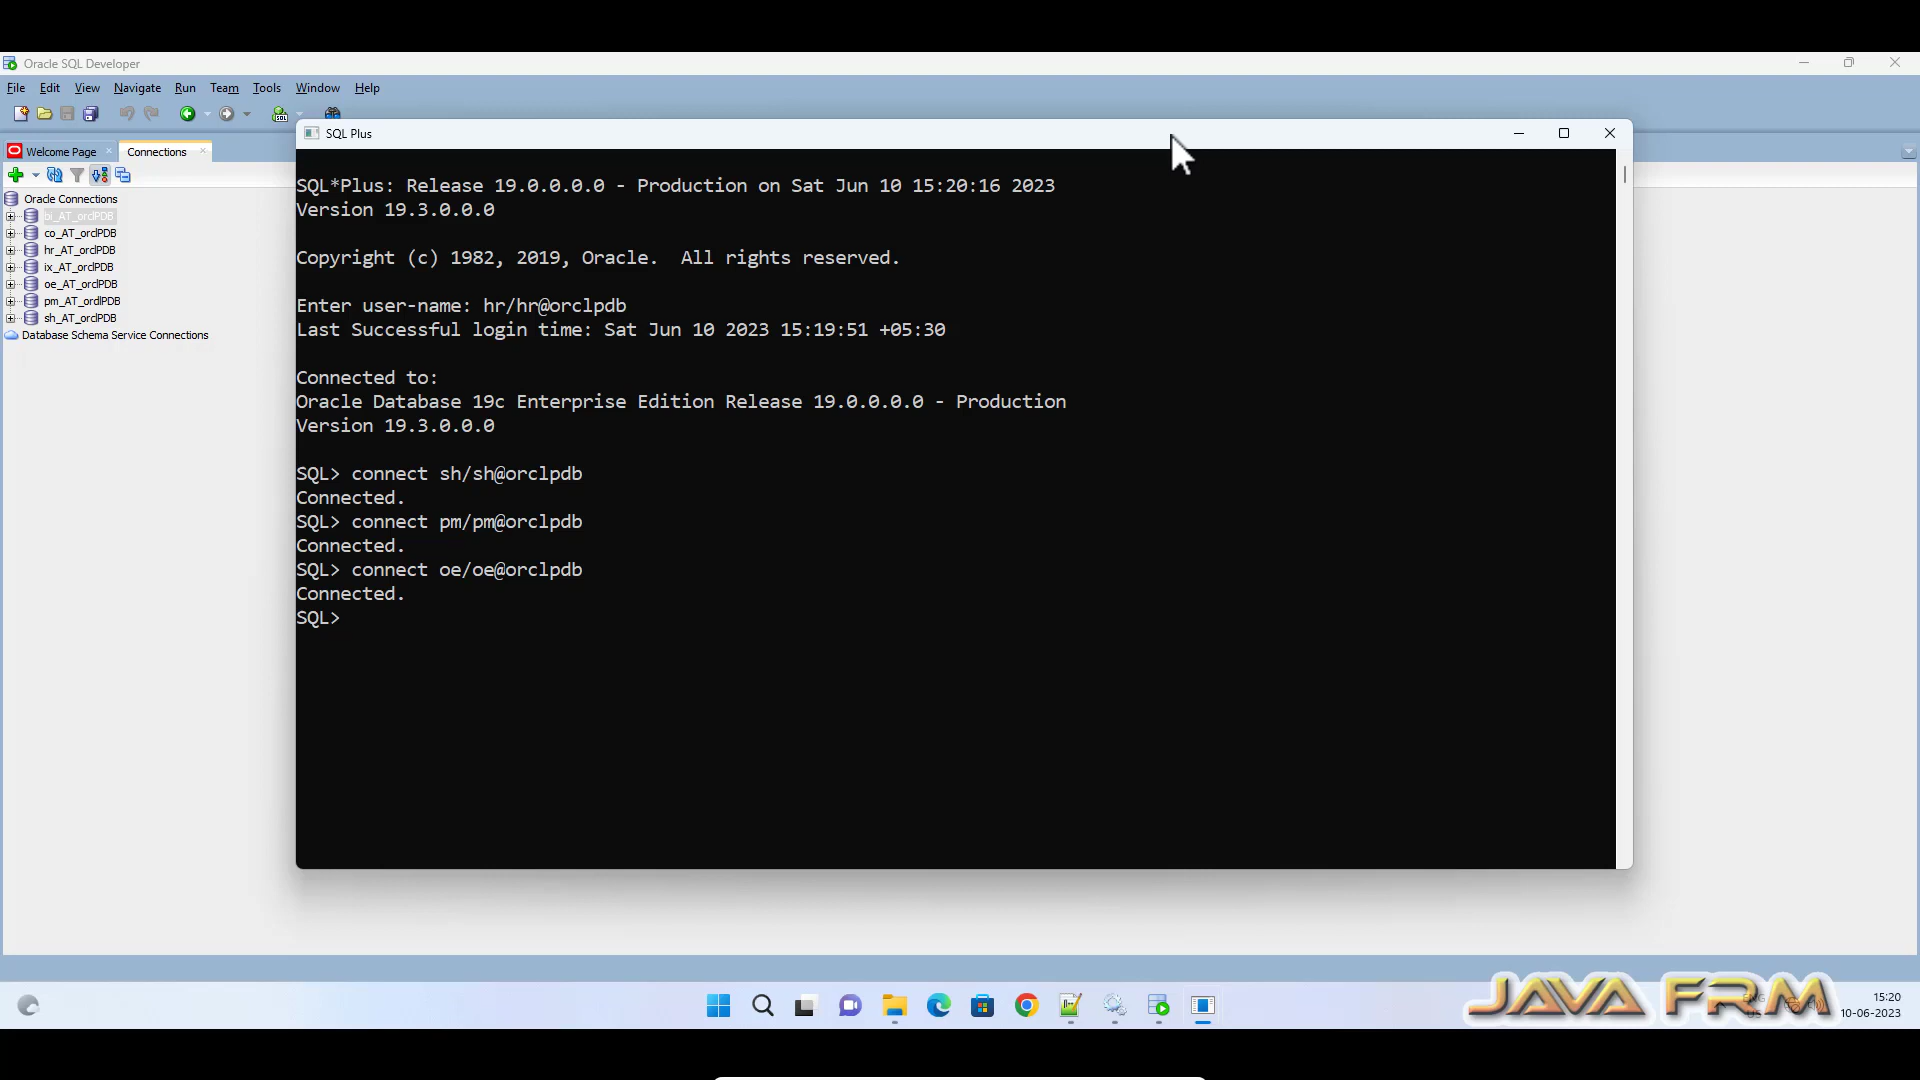 Oracle SQL Developer
File Edit View Navigate Run Team Tools Window Help
SQL Plus
Welcome Page Connections
Oracle Connections
bi_AT_orclPDB
co_AT_orclPDB
hr_AT_orclPDB
ix_AT_orclPDB
oe_AT_orclPDB
pm_AT_orclPDB
sh_AT_orclPDB
Database Schema Service Connections
SQL*Plus: Release 19.0.0.0.0 - Production on Sat Jun 10 15:20:16 2023
Version 19.3.0.0.0
Copyright (c) 1982, 2019, Oracle.  All rights reserved.
Enter user-name: hr/hr@orclpdb
Last Successful login time: Sat Jun 10 2023 15:19:51 +05:30
Connected to:
Oracle Database 19c Enterprise Edition Release 19.0.0.0.0 - Production
Version 19.3.0.0.0
SQL> connect sh/sh@orclpdb
Connected.
SQL> connect pm/pm@orclpdb
Connected.
SQL> connect oe/oe@orclpdb
Connected.
SQL>
JAVA FRM
ENG
US
15:20
10-06-2023